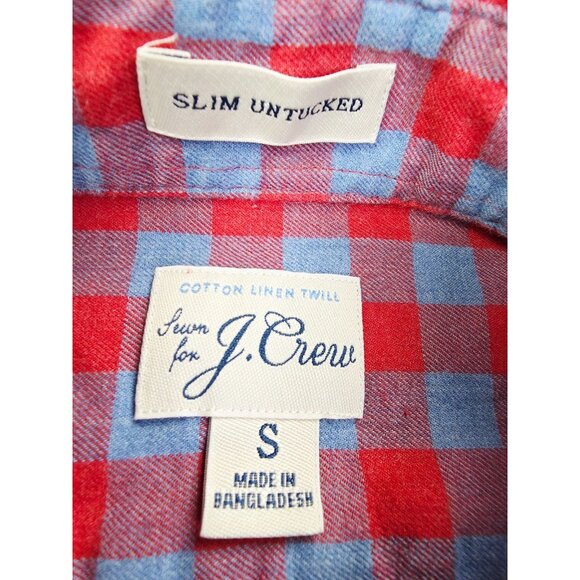 SLIM UNTUCKED
COTTON LINEN TWILL
Sewn
for J.Crew
S
MADE IN
BANGLADESH